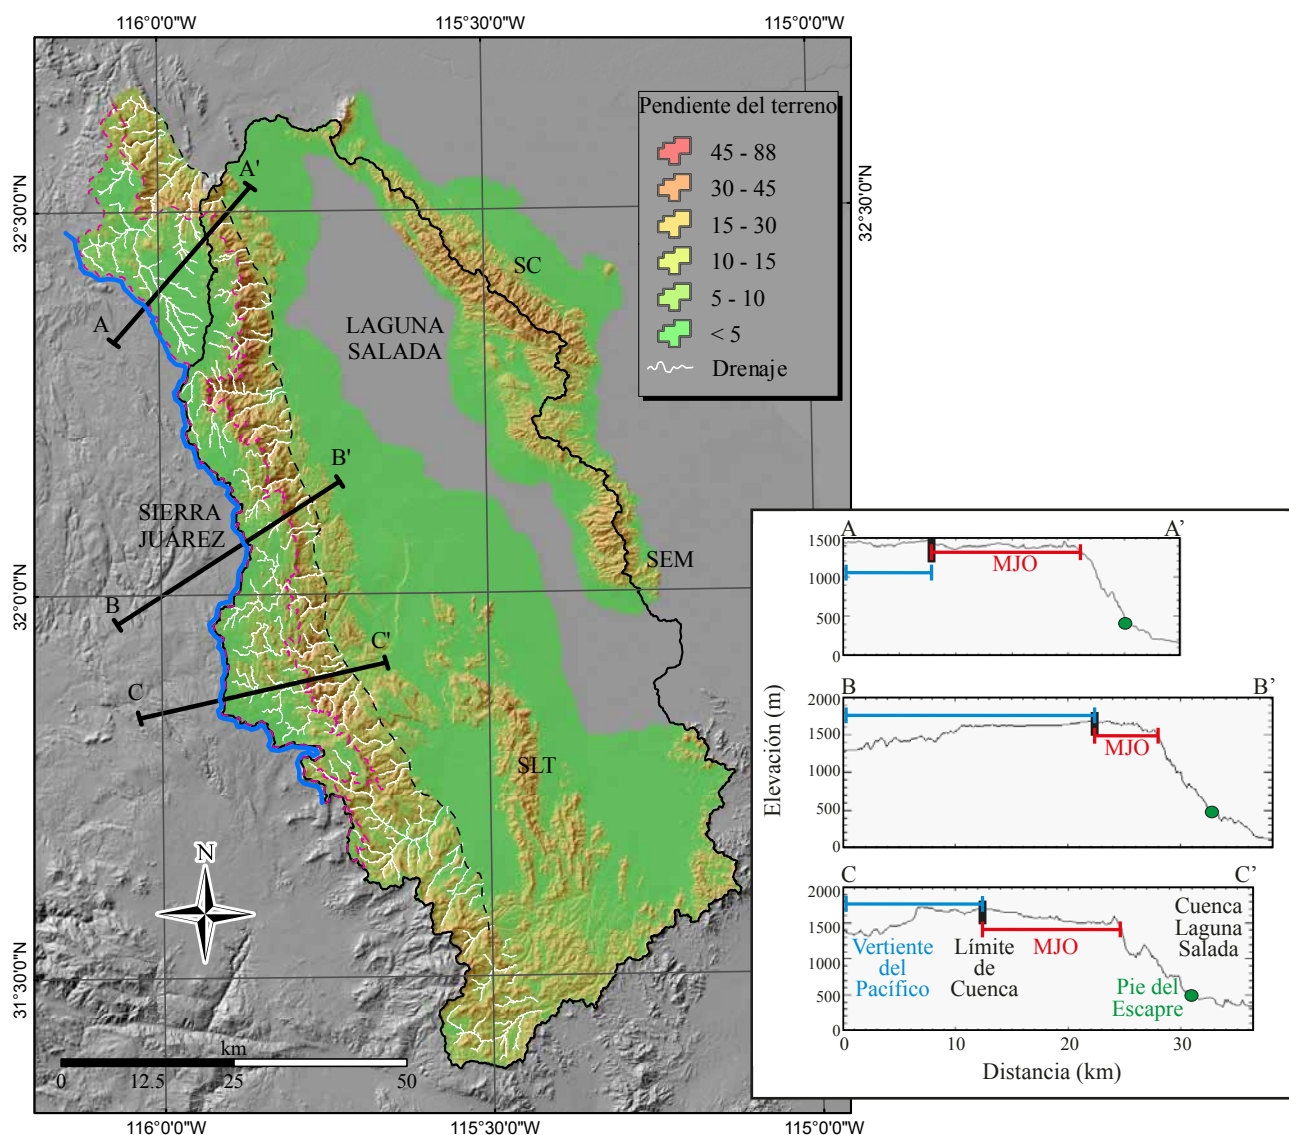 116°0'0"W
115°30'0"W
115°0'0"W
32°30'0"N
32°30'0"N
32°0'0"N
31°30'0"N
Pendiente del terreno
45 - 88
30 - 45
15 - 30
10 - 15
5 - 10
< 5
Drenaje
A'
A
SC
LAGUNA
SALADA
B'
SIERRA
JUÁREZ
B
SEM
C'
C
SLT
N
km
0
12.5
25
50
116°0'0"W
115°30'0"W
115°0'0"W
A
A'
1500
1000
500
0
MJO
B
B'
2000
1500
1000
500
0
MJO
C
C'
2000
1500
1000
500
0
Vertiente
del
Pacífico
Límite
de
Cuenca
MJO
Cuenca
Laguna
Salada
Pie del
Escapre
Elevación (m)
0
10
20
30
Distancia (km)